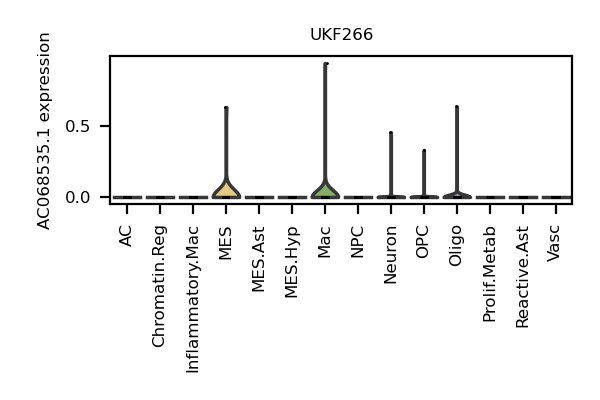 UKF266
AC068535.1 expression
0.5
0.0
AC
Chromatin.Reg
Inflammatory.Mac
MES
MES.Ast
MES.Hyp
Mac
NPC
Neuron
OPC
Oligo
Prolif.Metab
Reactive.Ast
Vasc